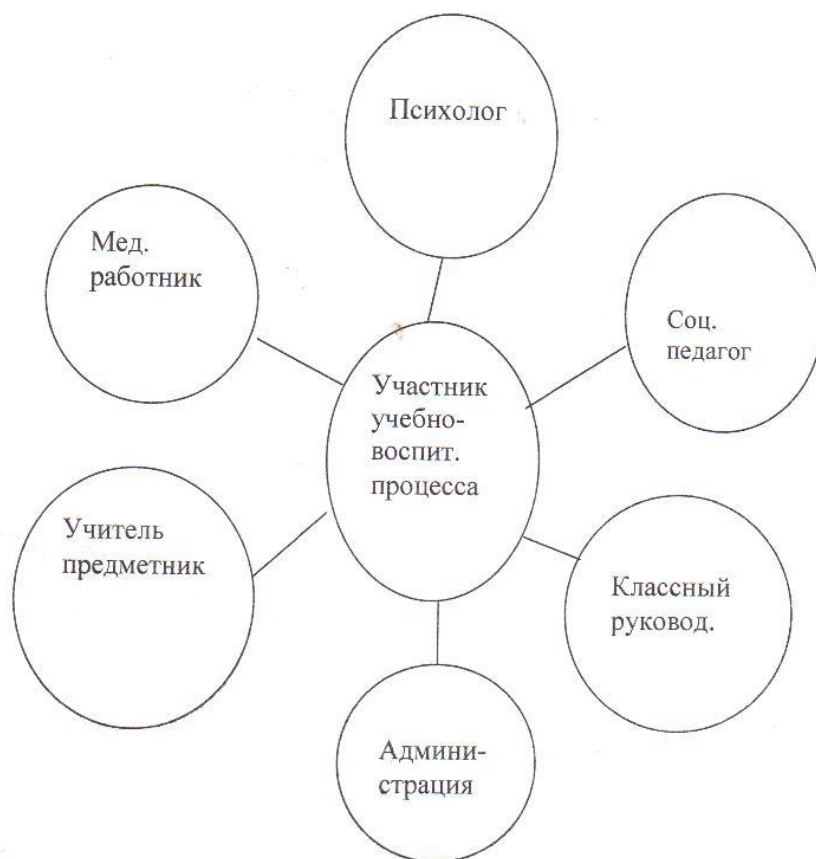 Психолог
Мед.
работник
Соц.
педагог
Участник
учебно-
воспит.
процесса
Учитель
предметник
Классный
руковод.
Админи-
страция